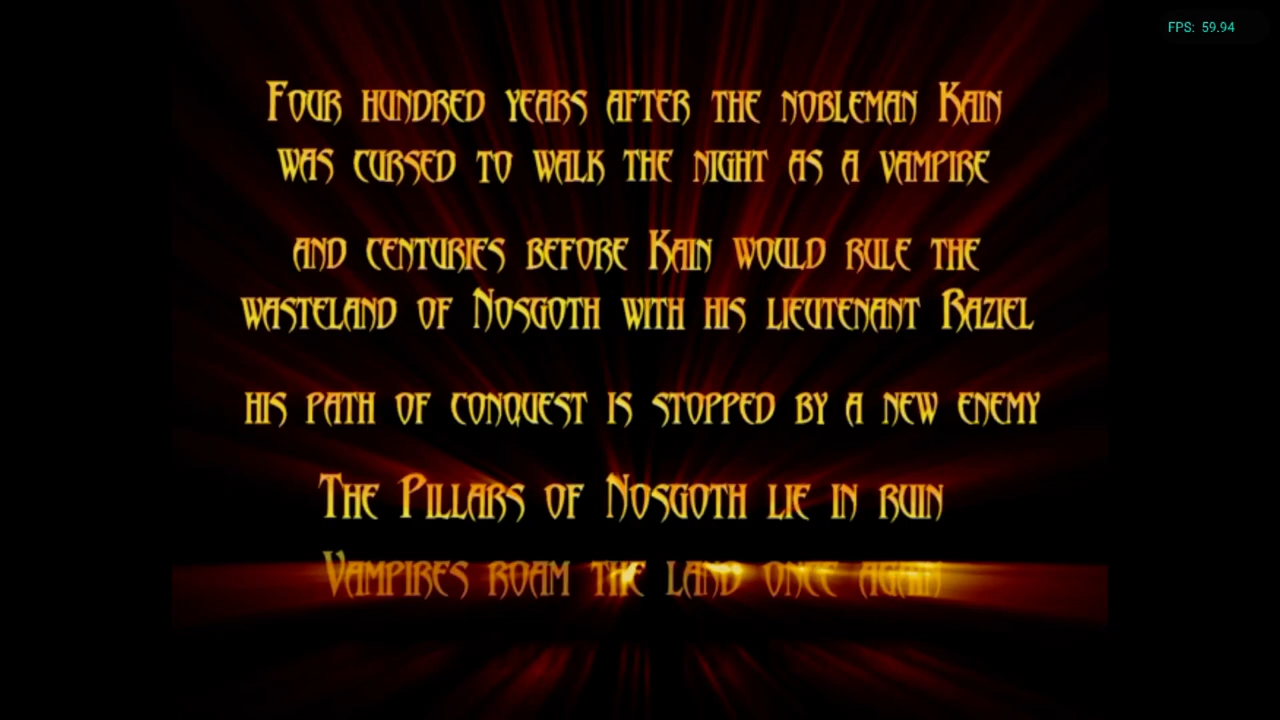 FPS: 59.94
Four hundred years after the nobleman Kain
was cursed to walk the night as a vampire
and centuries before Kain would rule the
wasteland of Nosgoth with his lieutenant Raziel
his path of conquest is stopped by a new enemy
The Pillars of Nosgoth lie in ruin
Vampires roam the land once again